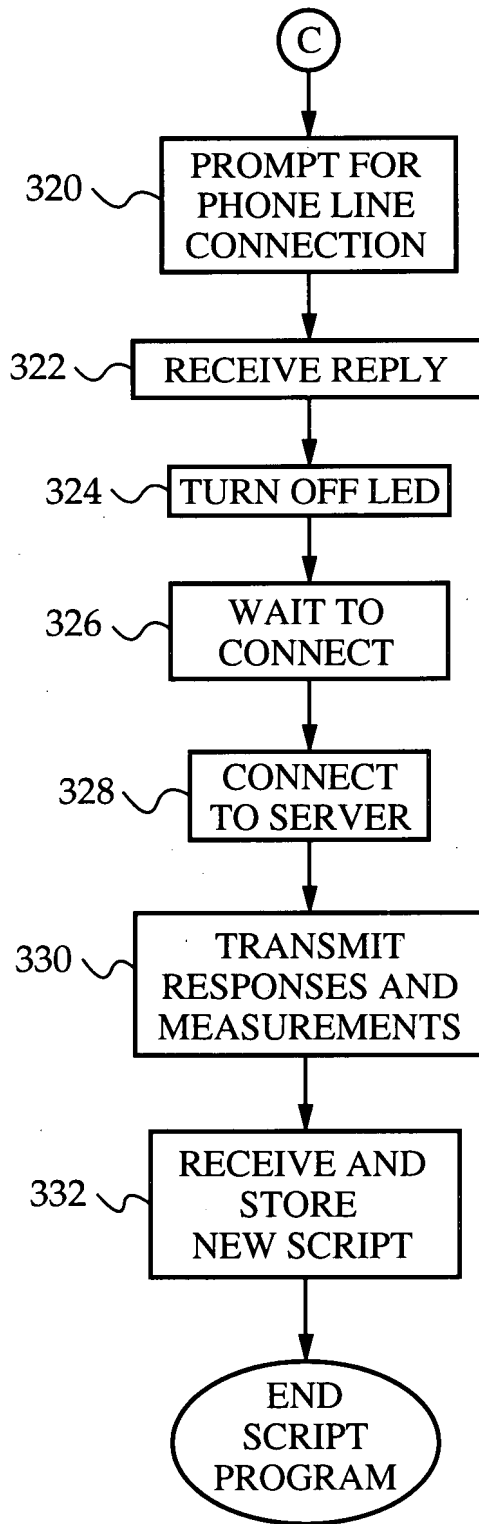 C
320
PROMPT FOR
PHONE LINE
CONNECTION
322
RECEIVE REPLY
324
TURN OFF LED
326
WAIT TO
CONNECT
328
CONNECT
TO SERVER
330
TRANSMIT
RESPONSES AND
MEASUREMENTS
332
RECEIVE AND
STORE
NEW SCRIPT
END
SCRIPT
PROGRAM